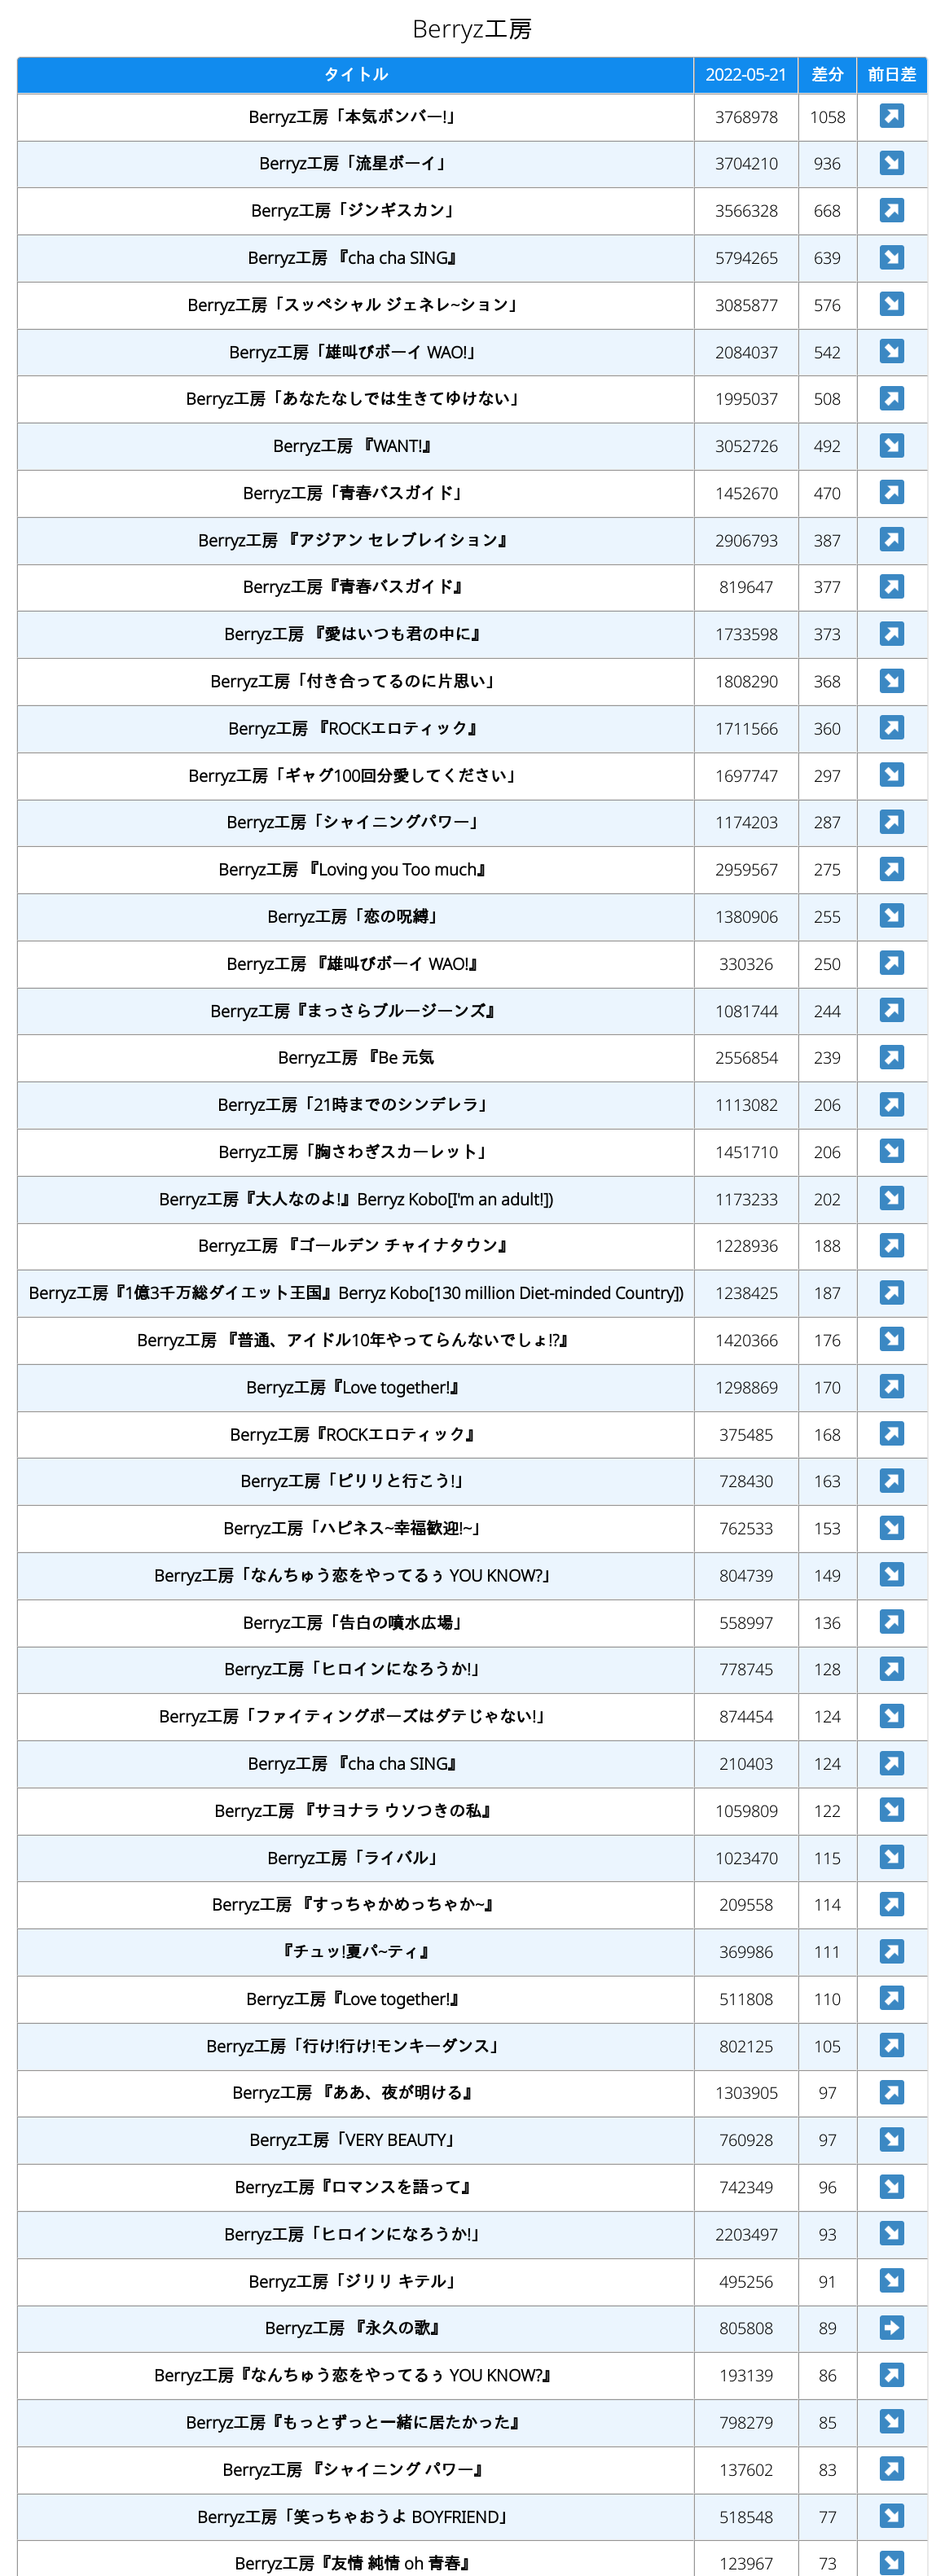 Berryz工房
タイトル 2022-05-21 差分 前日差
Berryz工房「本気ボンバー!」 3768978 1058 ↗
Berryz工房「流星ボーイ」 3704210 936 ↘
Berryz工房「ジンギスカン」 3566328 668 ↗
Berryz工房 『cha cha SING』 5794265 639 ↘
Berryz工房「スッペシャル ジェネレ~ション」 3085877 576 ↘
Berryz工房「雄叫びボーイ WAO!」 2084037 542 ↘
Berryz工房「あなたなしでは生きてゆけない」 1995037 508 ↗
Berryz工房 『WANT!』 3052726 492 ↘
Berryz工房「青春バスガイド」 1452670 470 ↗
Berryz工房 『アジアン セレブレイション』 2906793 387 ↗
Berryz工房『青春バスガイド』 819647 377 ↗
Berryz工房 『愛はいつも君の中に』 1733598 373 ↗
Berryz工房「付き合ってるのに片思い」 1808290 368 ↘
Berryz工房 『ROCKエロティック』 1711566 360 ↗
Berryz工房「ギャグ100回分愛してください」 1697747 297 ↘
Berryz工房「シャイニングパワー」 1174203 287 ↗
Berryz工房 『Loving you Too much』 2959567 275 ↗
Berryz工房「恋の呪縛」 1380906 255 ↘
Berryz工房 『雄叫びボーイ WAO!』 330326 250 ↗
Berryz工房『まっさらブルージーンズ』 1081744 244 ↗
Berryz工房 『Be 元気 2556854 239 ↗
Berryz工房「21時までのシンデレラ」 1113082 206 ↗
Berryz工房「胸さわぎスカーレット」 1451710 206 ↘
Berryz工房『大人なのよ!』Berryz Kobo[I'm an adult!]) 1173233 202 ↘
Berryz工房 『ゴールデン チャイナタウン』 1228936 188 ↗
Berryz工房『1億3千万総ダイエット王国』Berryz Kobo[130 million Diet-minded Country]) 1238425 187 ↗
Berryz工房 『普通、アイドル10年やってらんないでしょ!?』 1420366 176 ↘
Berryz工房『Love together!』 1298869 170 ↗
Berryz工房『ROCKエロティック』 375485 168 ↗
Berryz工房「ピリリと行こう!」 728430 163 ↗
Berryz工房「ハピネス~幸福歓迎!~」 762533 153 ↘
Berryz工房「なんちゅう恋をやってるぅ YOU KNOW?」 804739 149 ↘
Berryz工房「告白の噴水広場」 558997 136 ↗
Berryz工房「ヒロインになろうか!」 778745 128 ↗
Berryz工房「ファイティングポーズはダテじゃない!」 874454 124 ↘
Berryz工房 『cha cha SING』 210403 124 ↗
Berryz工房 『サヨナラ ウソつきの私』 1059809 122 ↘
Berryz工房「ライバル」 1023470 115 ↘
Berryz工房 『すっちゃかめっちゃか~』 209558 114 ↗
『チュッ!夏パ~ティ』 369986 111 ↗
Berryz工房『Love together!』 511808 110 ↗
Berryz工房「行け!行け!モンキーダンス」 802125 105 ↗
Berryz工房 『ああ、夜が明ける』 1303905 97 ↗
Berryz工房「VERY BEAUTY」 760928 97 ↘
Berryz工房『ロマンスを語って』 742349 96 ↘
Berryz工房「ヒロインになろうか!」 2203497 93 ↘
Berryz工房「ジリリ キテル」 495256 91 ↘
Berryz工房 『永久の歌』 805808 89 ➡
Berryz工房『なんちゅう恋をやってるぅ YOU KNOW?』 193139 86 ↗
Berryz工房『もっとずっと一緒に居たかった』 798279 85 ↘
Berryz工房 『シャイニング パワー』 137602 83 ↗
Berryz工房「笑っちゃおうよ BOYFRIEND」 518548 77 ↘
Berryz工房『友情 純情 oh 青春』 123967 73 ↘